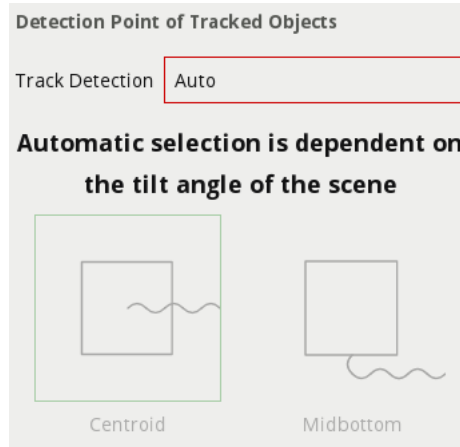 Detection Point of Tracked Objects
Track Detection Auto
Automatic selection is dependent on
the tilt angle of the scene
Centroid Midbottom